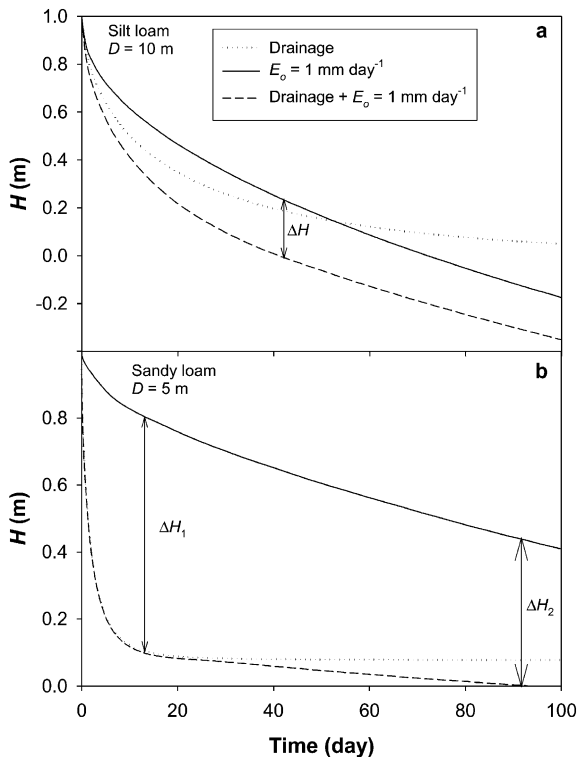 1.0
Silt loam
D = 10 m
a
Drainage
Eₒ = 1 mm day⁻¹
Drainage + Eₒ = 1 mm day⁻¹
0.8
0.6
0.4
0.2
0.0
-0.2
H (m)
ΔH
Sandy loam
D = 5 m
b
0.8
0.6
0.4
0.2
0.0
H (m)
ΔH₁
ΔH₂
0 20 40 60 80 100
Time (day)